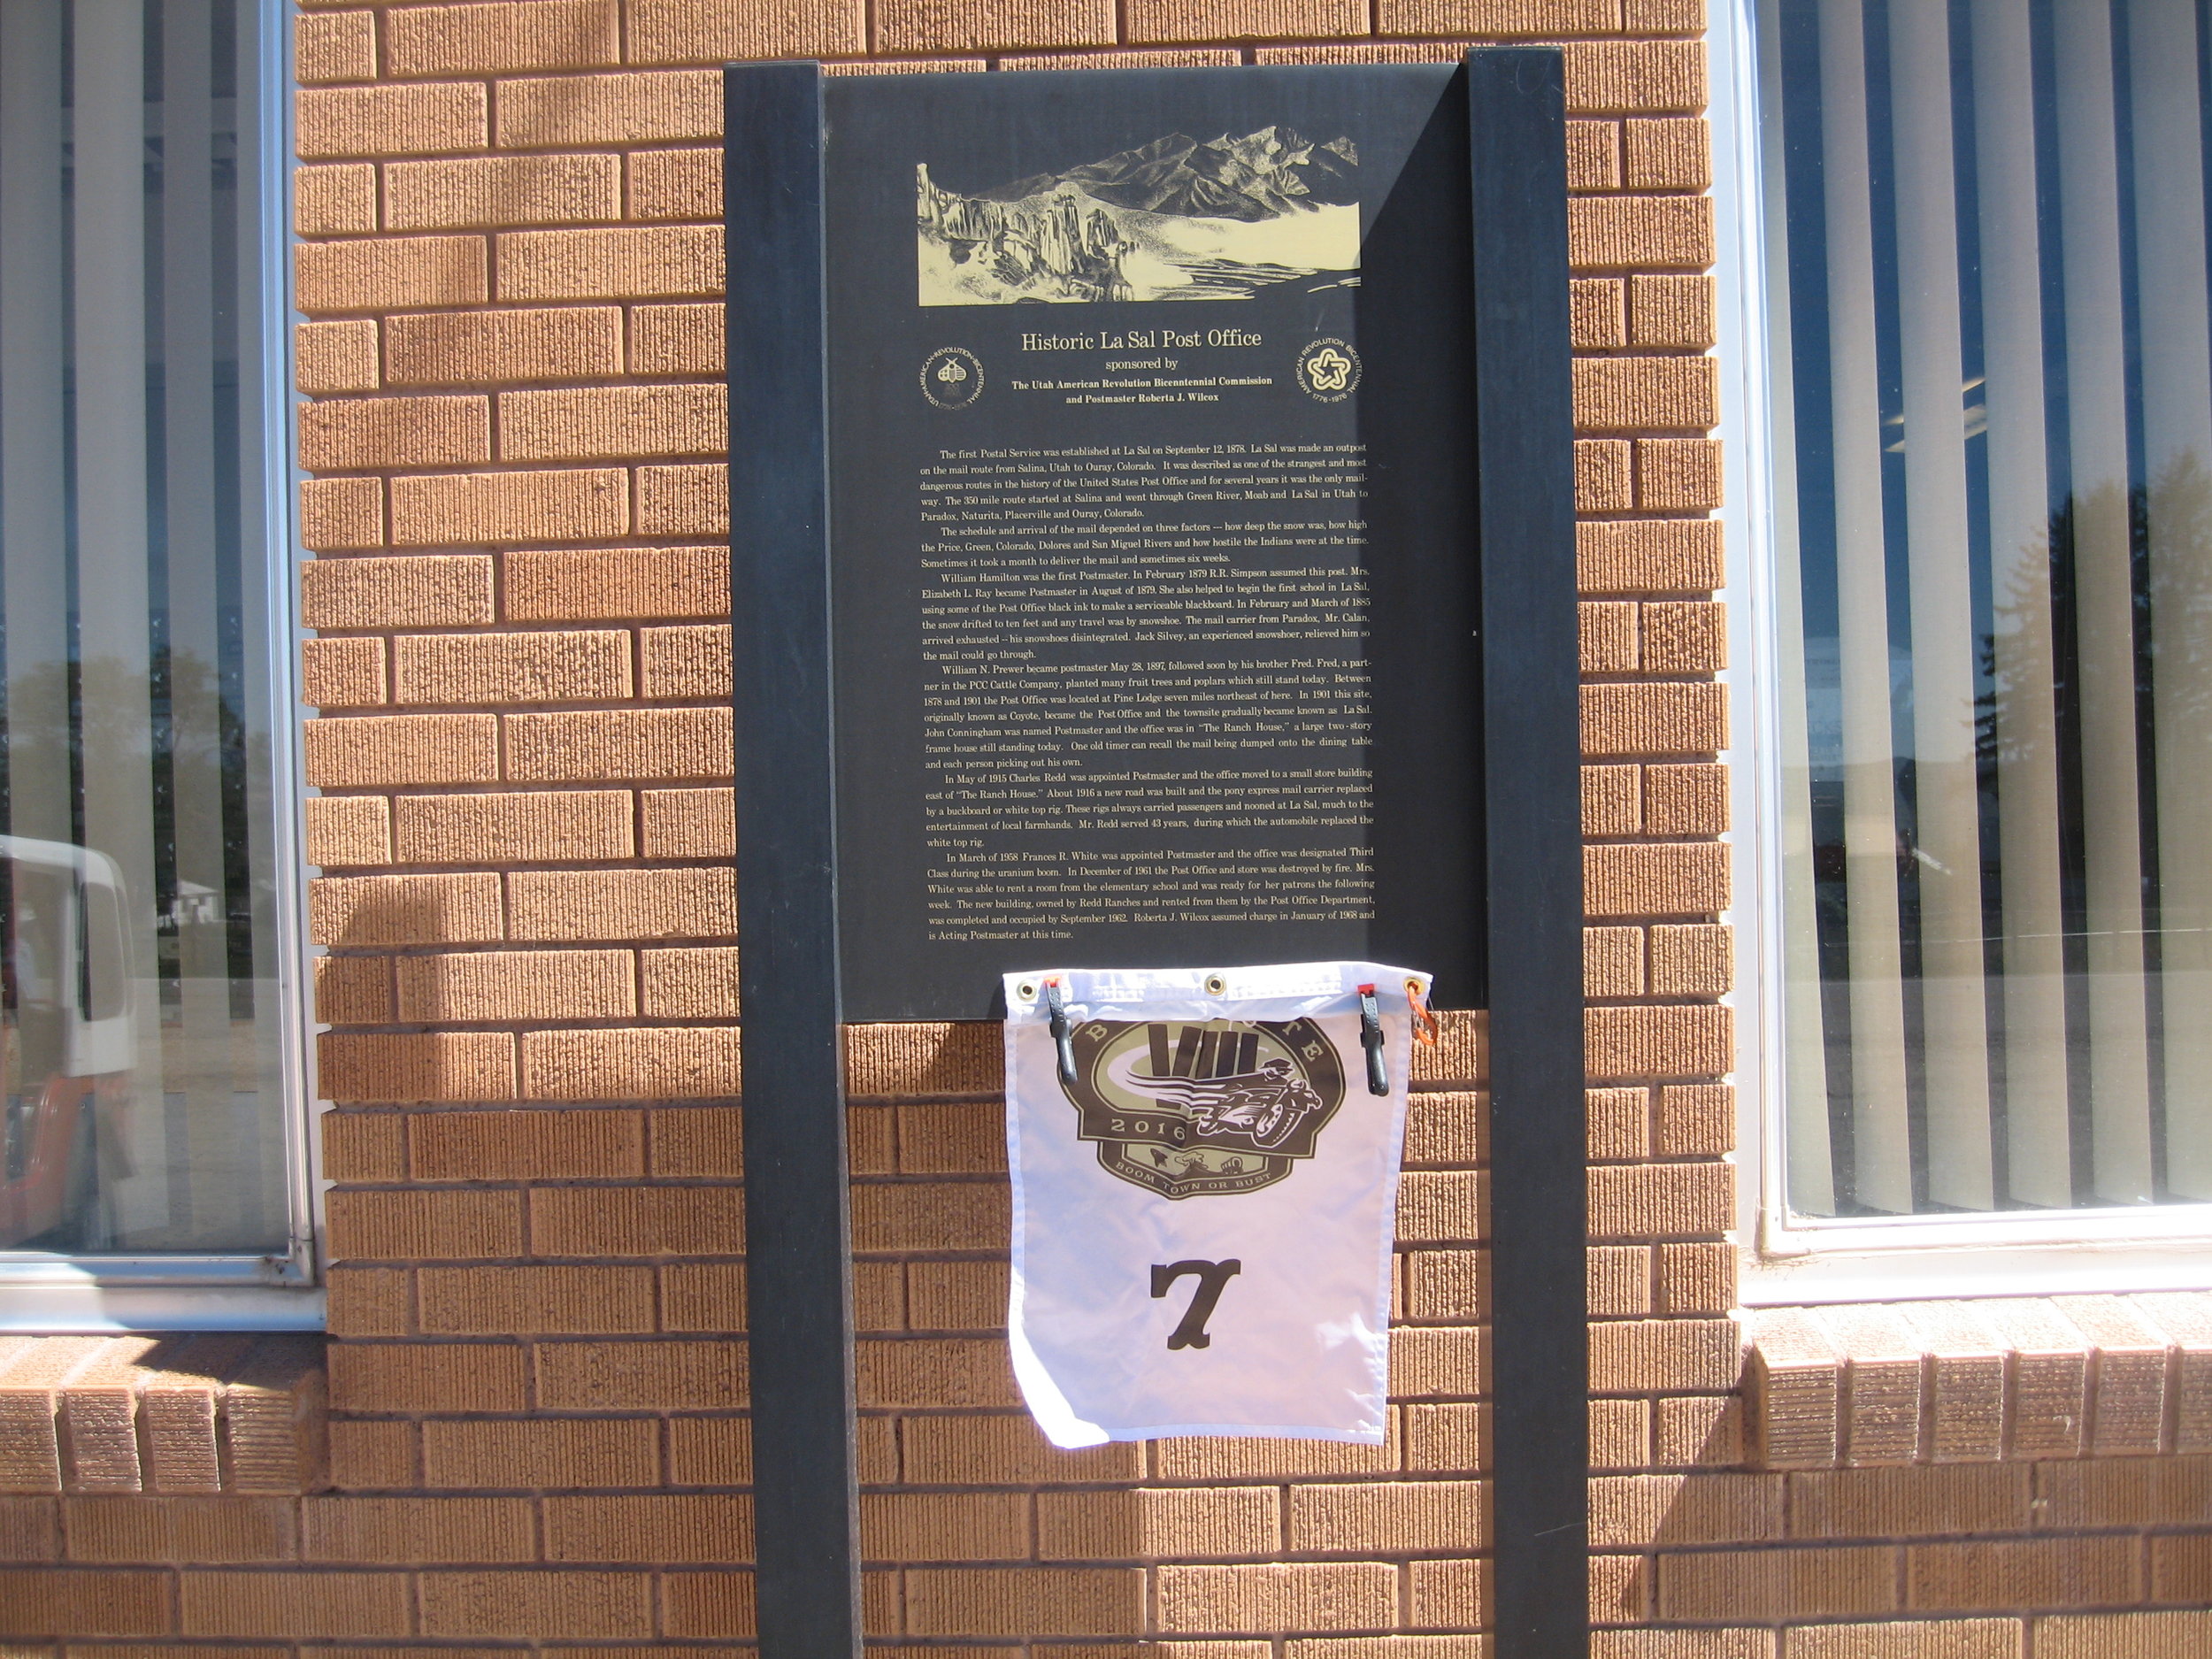 Historic La Sal Post Office
sponsored by
The Utah American Revolution Bicenntennial Commission
and Postmaster Roberta J. Wilcox
UTAH AMERICAN REVOLUTION BICENTENNIAL
AMERICAN REVOLUTION BICENTENNIAL
1776-1976
The first Postal Service was established at La Sal on September 12, 1878. La Sal was made an outpost
on the mail route from Salina, Utah to Ouray, Colorado. It was described as one of the strangest and most
dangerous routes in the history of the United States Post Office and for several years it was the only mail-
way. The 350 mile route started at Salina and went through Green River, Moab and La Sal in Utah to
Paradox, Naturita, Placerville and Ouray, Colorado.
The schedule and arrival of the mail depended on three factors — how deep the snow was, how high
the Price, Green, Colorado, Dolores and San Miguel Rivers and how hostile the Indians were at the time.
Sometimes it took a month to deliver the mail and sometimes six weeks.
William Hamilton was the first Postmaster. In February 1879 R.R. Simpson assumed this post. Mrs.
Elizabeth L. Ray became Postmaster in August of 1879. She also helped to begin the first school in La Sal,
using some of the Post Office black ink to make a serviceable blackboard. In February and March of 1885
the snow drifted to ten feet and any travel was by snowshoe. The mail carrier from Paradox, Mr. Calan,
arrived exhausted – his snowshoes disintegrated. Jack Silvey, an experienced snowshoer, relieved him so
the mail could go through.
William N. Prewer became postmaster May 28, 1897, followed soon by his brother Fred. Fred, a part-
ner in the PCC Cattle Company, planted many fruit trees and poplars which still stand today. Between
1878 and 1901 the Post Office was located at Pine Lodge seven miles northeast of here. In 1901 this site,
originally known as Coyote, became the Post Office and the townsite gradually became known as La Sal.
John Conningham was named Postmaster and the office was in "The Ranch House," a large two-story
frame house still standing today. One old timer can recall the mail being dumped onto the dining table
and each person picking out his own.
In May of 1915 Charles Redd was appointed Postmaster and the office moved to a small store building
east of "The Ranch House." About 1916 a new road was built and the pony express mail carrier replaced
by a buckboard or white top rig. These rigs always carried passengers and nooned at La Sal, much to the
entertainment of local farmhands. Mr. Redd served 43 years, during which the automobile replaced the
white top rig.
In March of 1958 Frances R. White was appointed Postmaster and the office was designated Third
Class during the uranium boom. In December of 1961 the Post Office and store was destroyed by fire. Mrs.
White was able to rent a room from the elementary school and was ready for her patrons the following
week. The new building, owned by Redd Ranches and rented from them by the Post Office Department,
was completed and occupied by September 1962. Roberta J. Wilcox assumed charge in January of 1968 and
is Acting Postmaster at this time.
VIII
2016
BOOM TOWN OR BUST
7